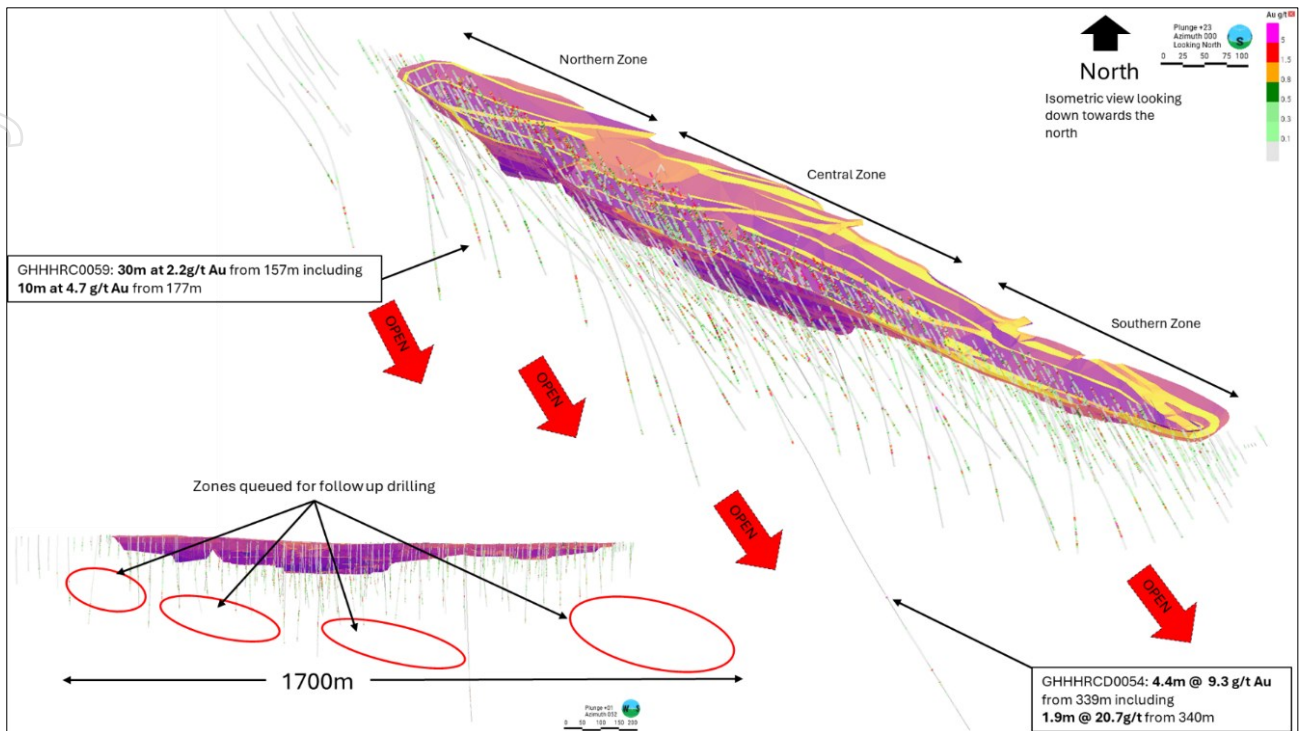 Northern Zone
Central Zone
Southern Zone
North
Isometric view looking
down towards the
north
Plunge +23
Azimuth 000
Looking North
S
0 25 50 75 100
Au g/t
5
1.5
0.8
0.5
0.3
0.1
GHHHRC0059: 30m at 2.2g/t Au from 157m including
10m at 4.7 g/t Au from 177m
OPEN
OPEN
OPEN
OPEN
Zones queued for follow up drilling
1700m
Plunge +01
Azimuth 052
0 50 100 150 200
GHHHRCD0054: 4.4m @ 9.3 g/t Au
from 339m including
1.9m @ 20.7g/t from 340m